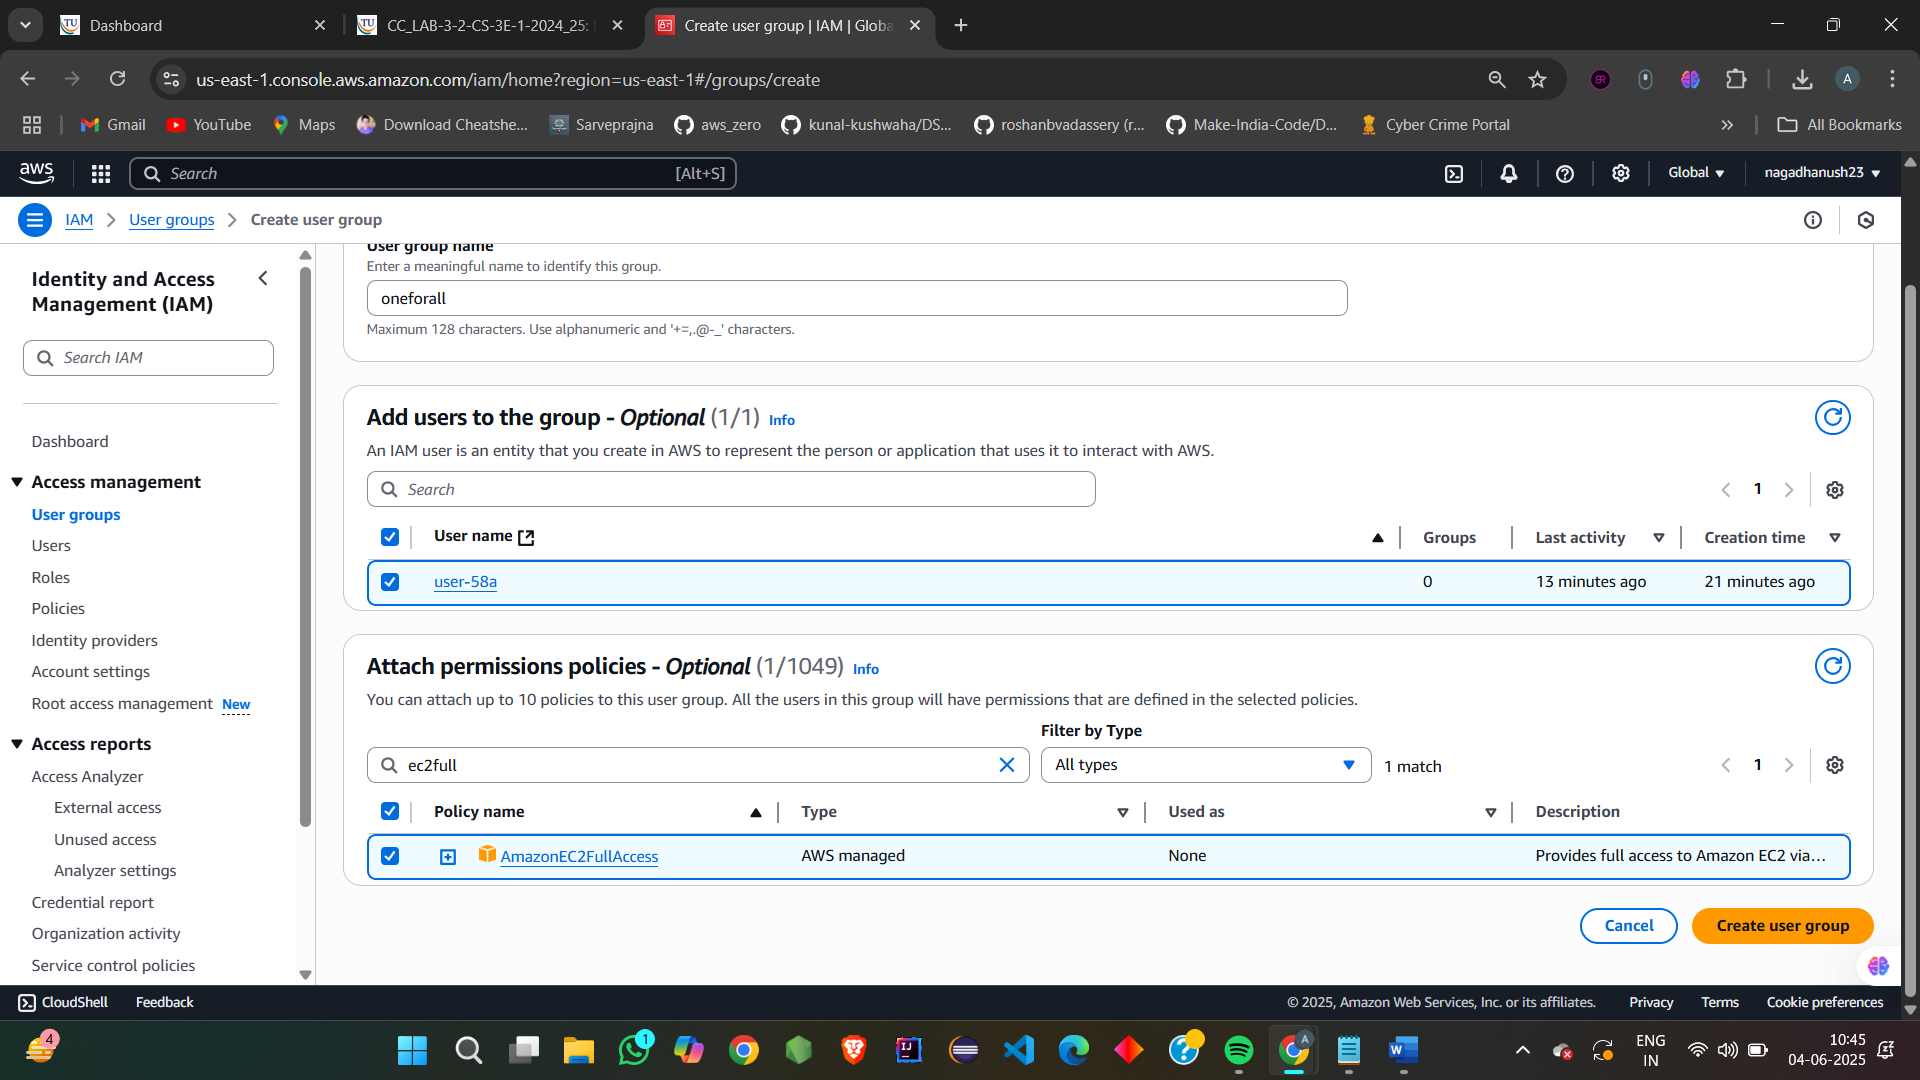 Dashboard
CC_LAB-3-2-CS-3E-1-2024_25:
Create user group | IAM | Globa
us-east-1.console.aws.amazon.com/iam/home?region=us-east-1#/groups/create
A
Gmail
YouTube
Maps
Download Cheatshe...
Sarveprajna
aws_zero
kunal-kushwaha/DS...
roshanbvadassery (r...
Make-India-Code/D...
Cyber Crime Portal
All Bookmarks
aws
Search
[Alt+S]
Global
nagadhanush23
IAM
User groups
Create user group
Identity and Access
Management (IAM)
Search IAM
Dashboard
Access management
User groups
Users
Roles
Policies
Identity providers
Account settings
Root access management New
Access reports
Access Analyzer
External access
Unused access
Analyzer settings
Credential report
Organization activity
Service control policies
User group name
Enter a meaningful name to identify this group.
oneforall
Maximum 128 characters. Use alphanumeric and '+=,.@-_' characters.
Add users to the group - Optional (1/1) Info
An IAM user is an entity that you create in AWS to represent the person or application that uses it to interact with AWS.
Search
1
User name
Groups
Last activity
Creation time
user-58a
0
13 minutes ago
21 minutes ago
Attach permissions policies - Optional (1/1049) Info
You can attach up to 10 policies to this user group. All the users in this group will have permissions that are defined in the selected policies.
Filter by Type
ec2full
All types
1 match
1
Policy name
Type
Used as
Description
AmazonEC2FullAccess
AWS managed
None
Provides full access to Amazon EC2 via...
Cancel
Create user group
CloudShell
Feedback
© 2025, Amazon Web Services, Inc. or its affiliates.
Privacy
Terms
Cookie preferences
4
1
A
ENG
IN
10:45
04-06-2025